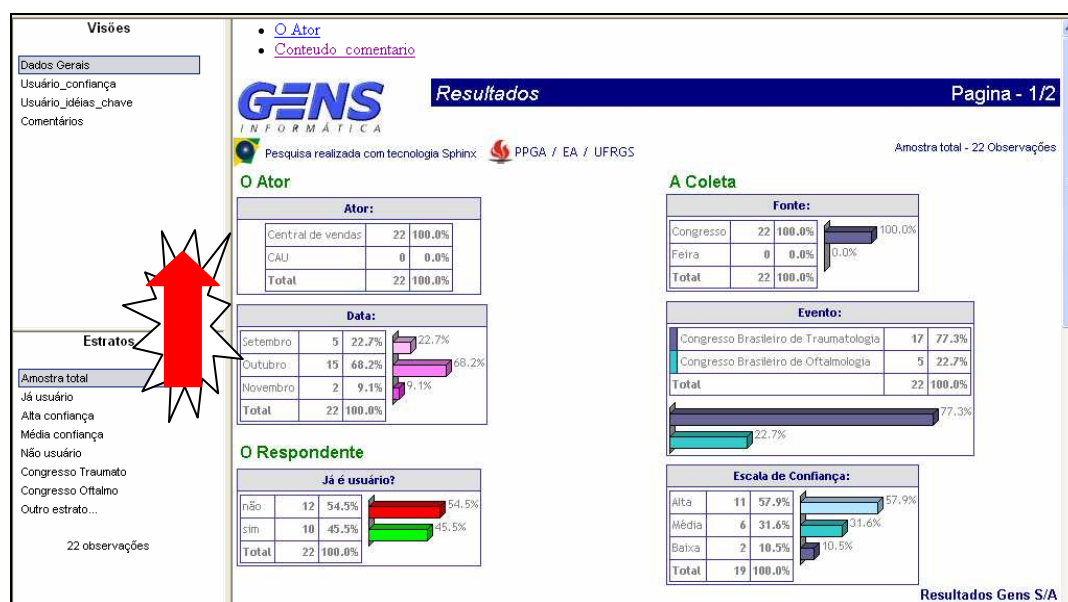 Visões
Dados Gerais
Usuário_confiança
Usuário_idéias_chave
Comentários
Estratos
Amostra total
Já usuário
Alta confiança
Média confiança
Não usuário
Congresso Traumato
Congresso Oftalmo
Outro estrato...
22 observações
O Ator
Conteudo_comentario
GENS
INFORMÁTICA
Resultados Pagina - 1/2
Pesquisa realizada com tecnologia Sphinx PPGA / EA / UFRGS Amostra total - 22 Observações
O Ator
Ator:
Central de vendas 22 100.0%
CAU 0 0.0%
Total 22 100.0%
Data:
Setembro 5 22.7% 22.7%
Outubro 15 68.2% 68.2%
Novembro 2 9.1% 9.1%
Total 22 100.0%
O Respondente
Já é usuário?
não 12 54.5% 54.5%
sim 10 45.5% 45.5%
Total 22 100.0%
A Coleta
Fonte:
Congresso 22 100.0% 100.0%
Feira 0 0.0% 0.0%
Total 22 100.0%
Evento:
Congresso Brasileiro de Traumatologia 17 77.3%
Congresso Brasileiro de Oftalmologia 5 22.7%
Total 22 100.0%
77.3%
22.7%
Escala de Confiança:
Alta 11 57.9% 57.9%
Média 6 31.6% 31.6%
Baixa 2 10.5% 10.5%
Total 19 100.0%
Resultados Gens S/A